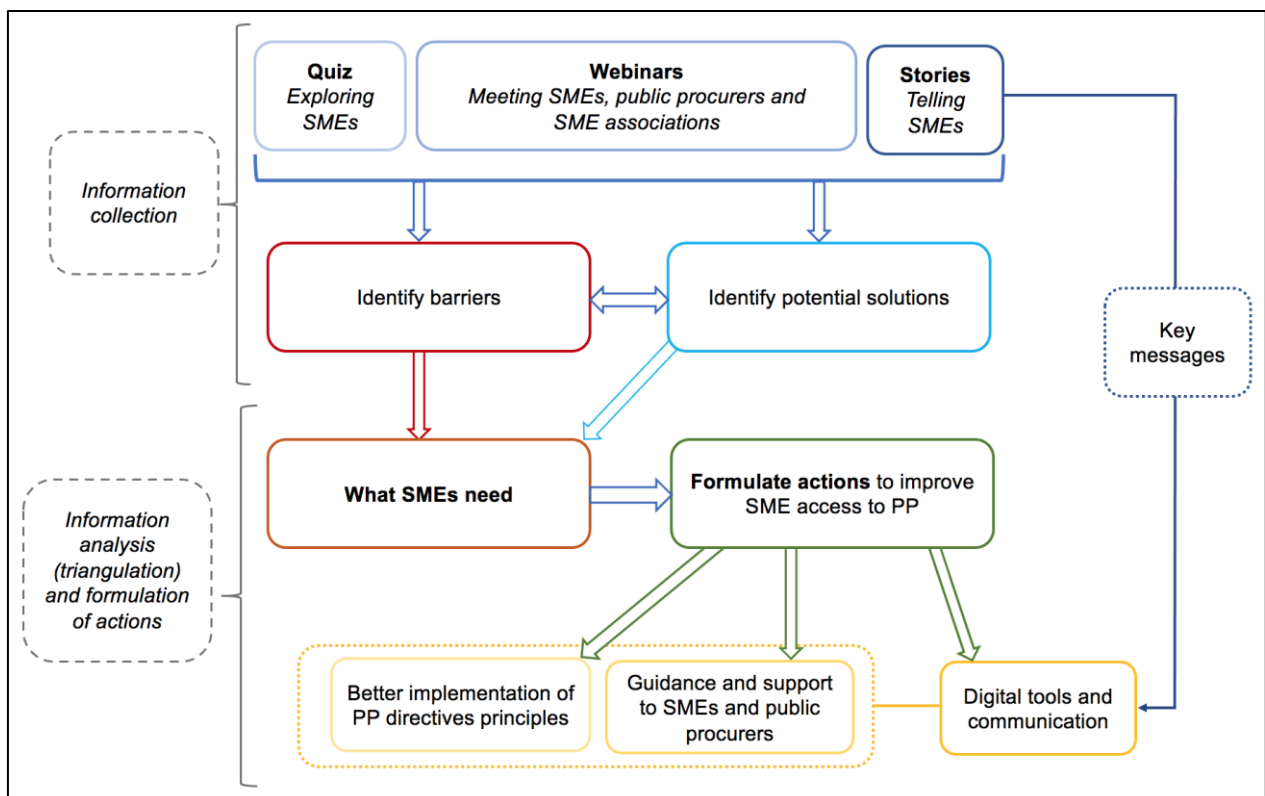 Quiz
Exploring
SMEs
Webinars
Meeting SMEs, public procurers and
SME associations
Stories
Telling
SMEs
Information
collection
Identify barriers
Identify potential solutions
Key
messages
What SMEs need
Formulate actions to improve
SME access to PP
Information
analysis
(triangulation)
and formulation
of actions
Better implementation of
PP directives principles
Guidance and support
to SMEs and public
procurers
Digital tools and
communication